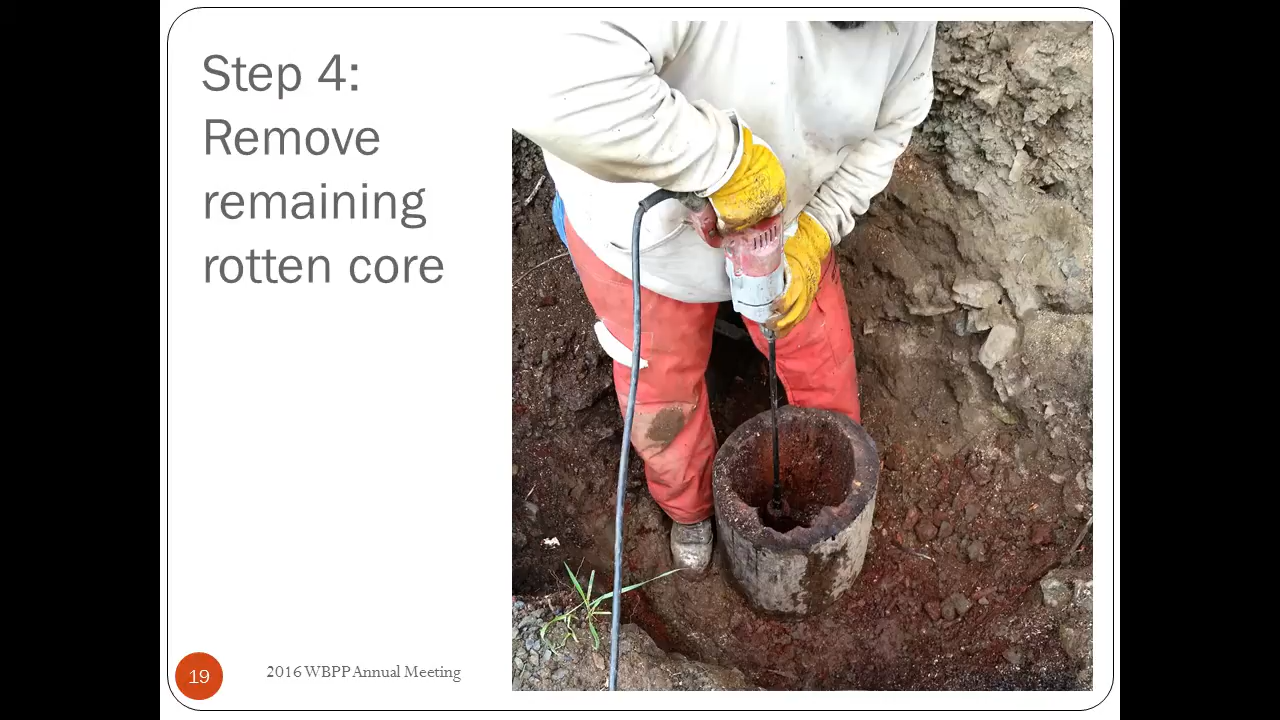 Step 4:
Remove
remaining
rotten core
19
2016 WBPP Annual Meeting